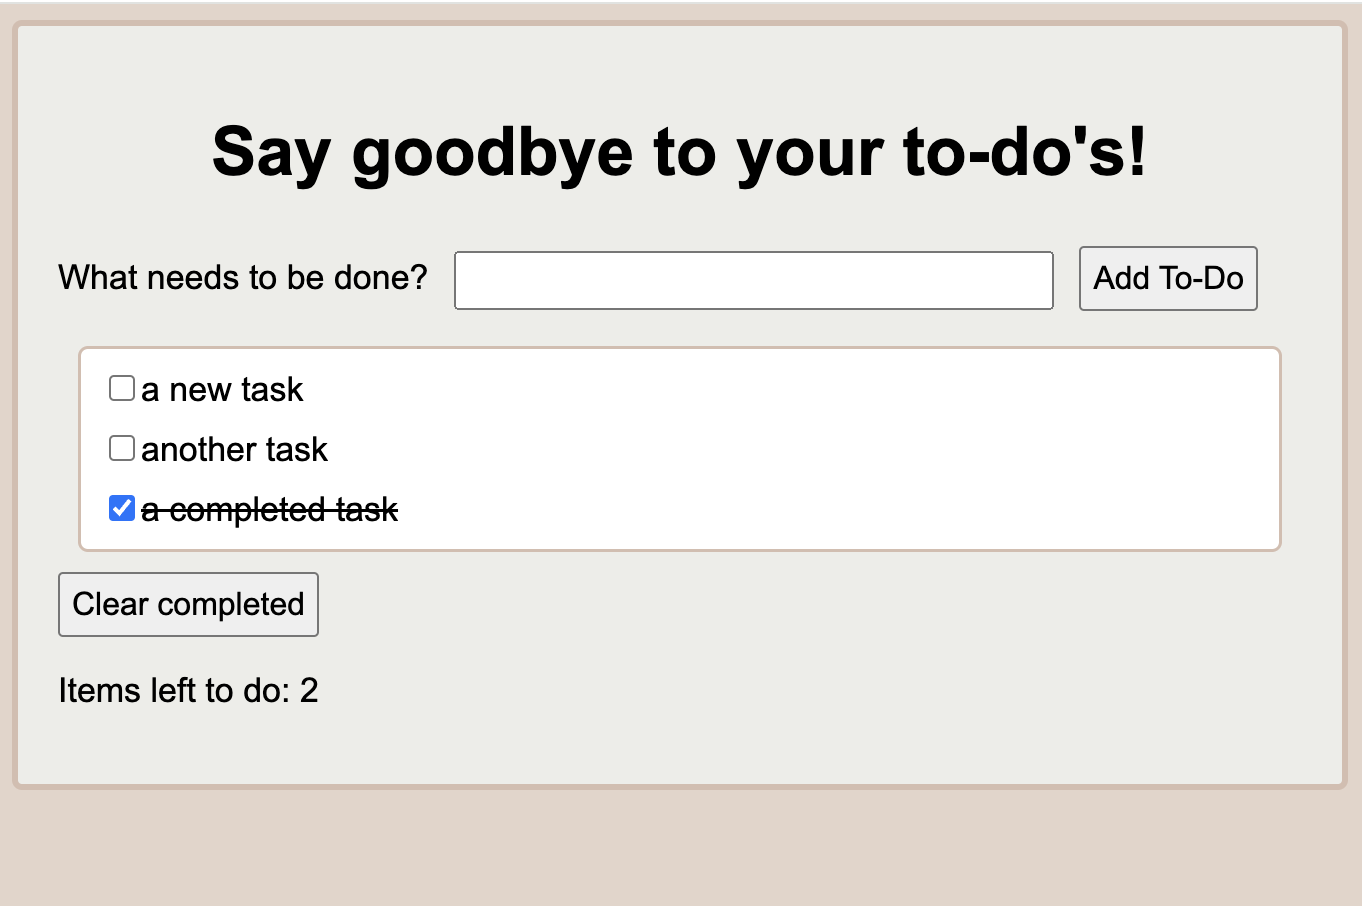 Say goodbye to your to-do's!
What needs to be done? Add To-Do
a new task
another task
a completed task
Clear completed
Items left to do: 2